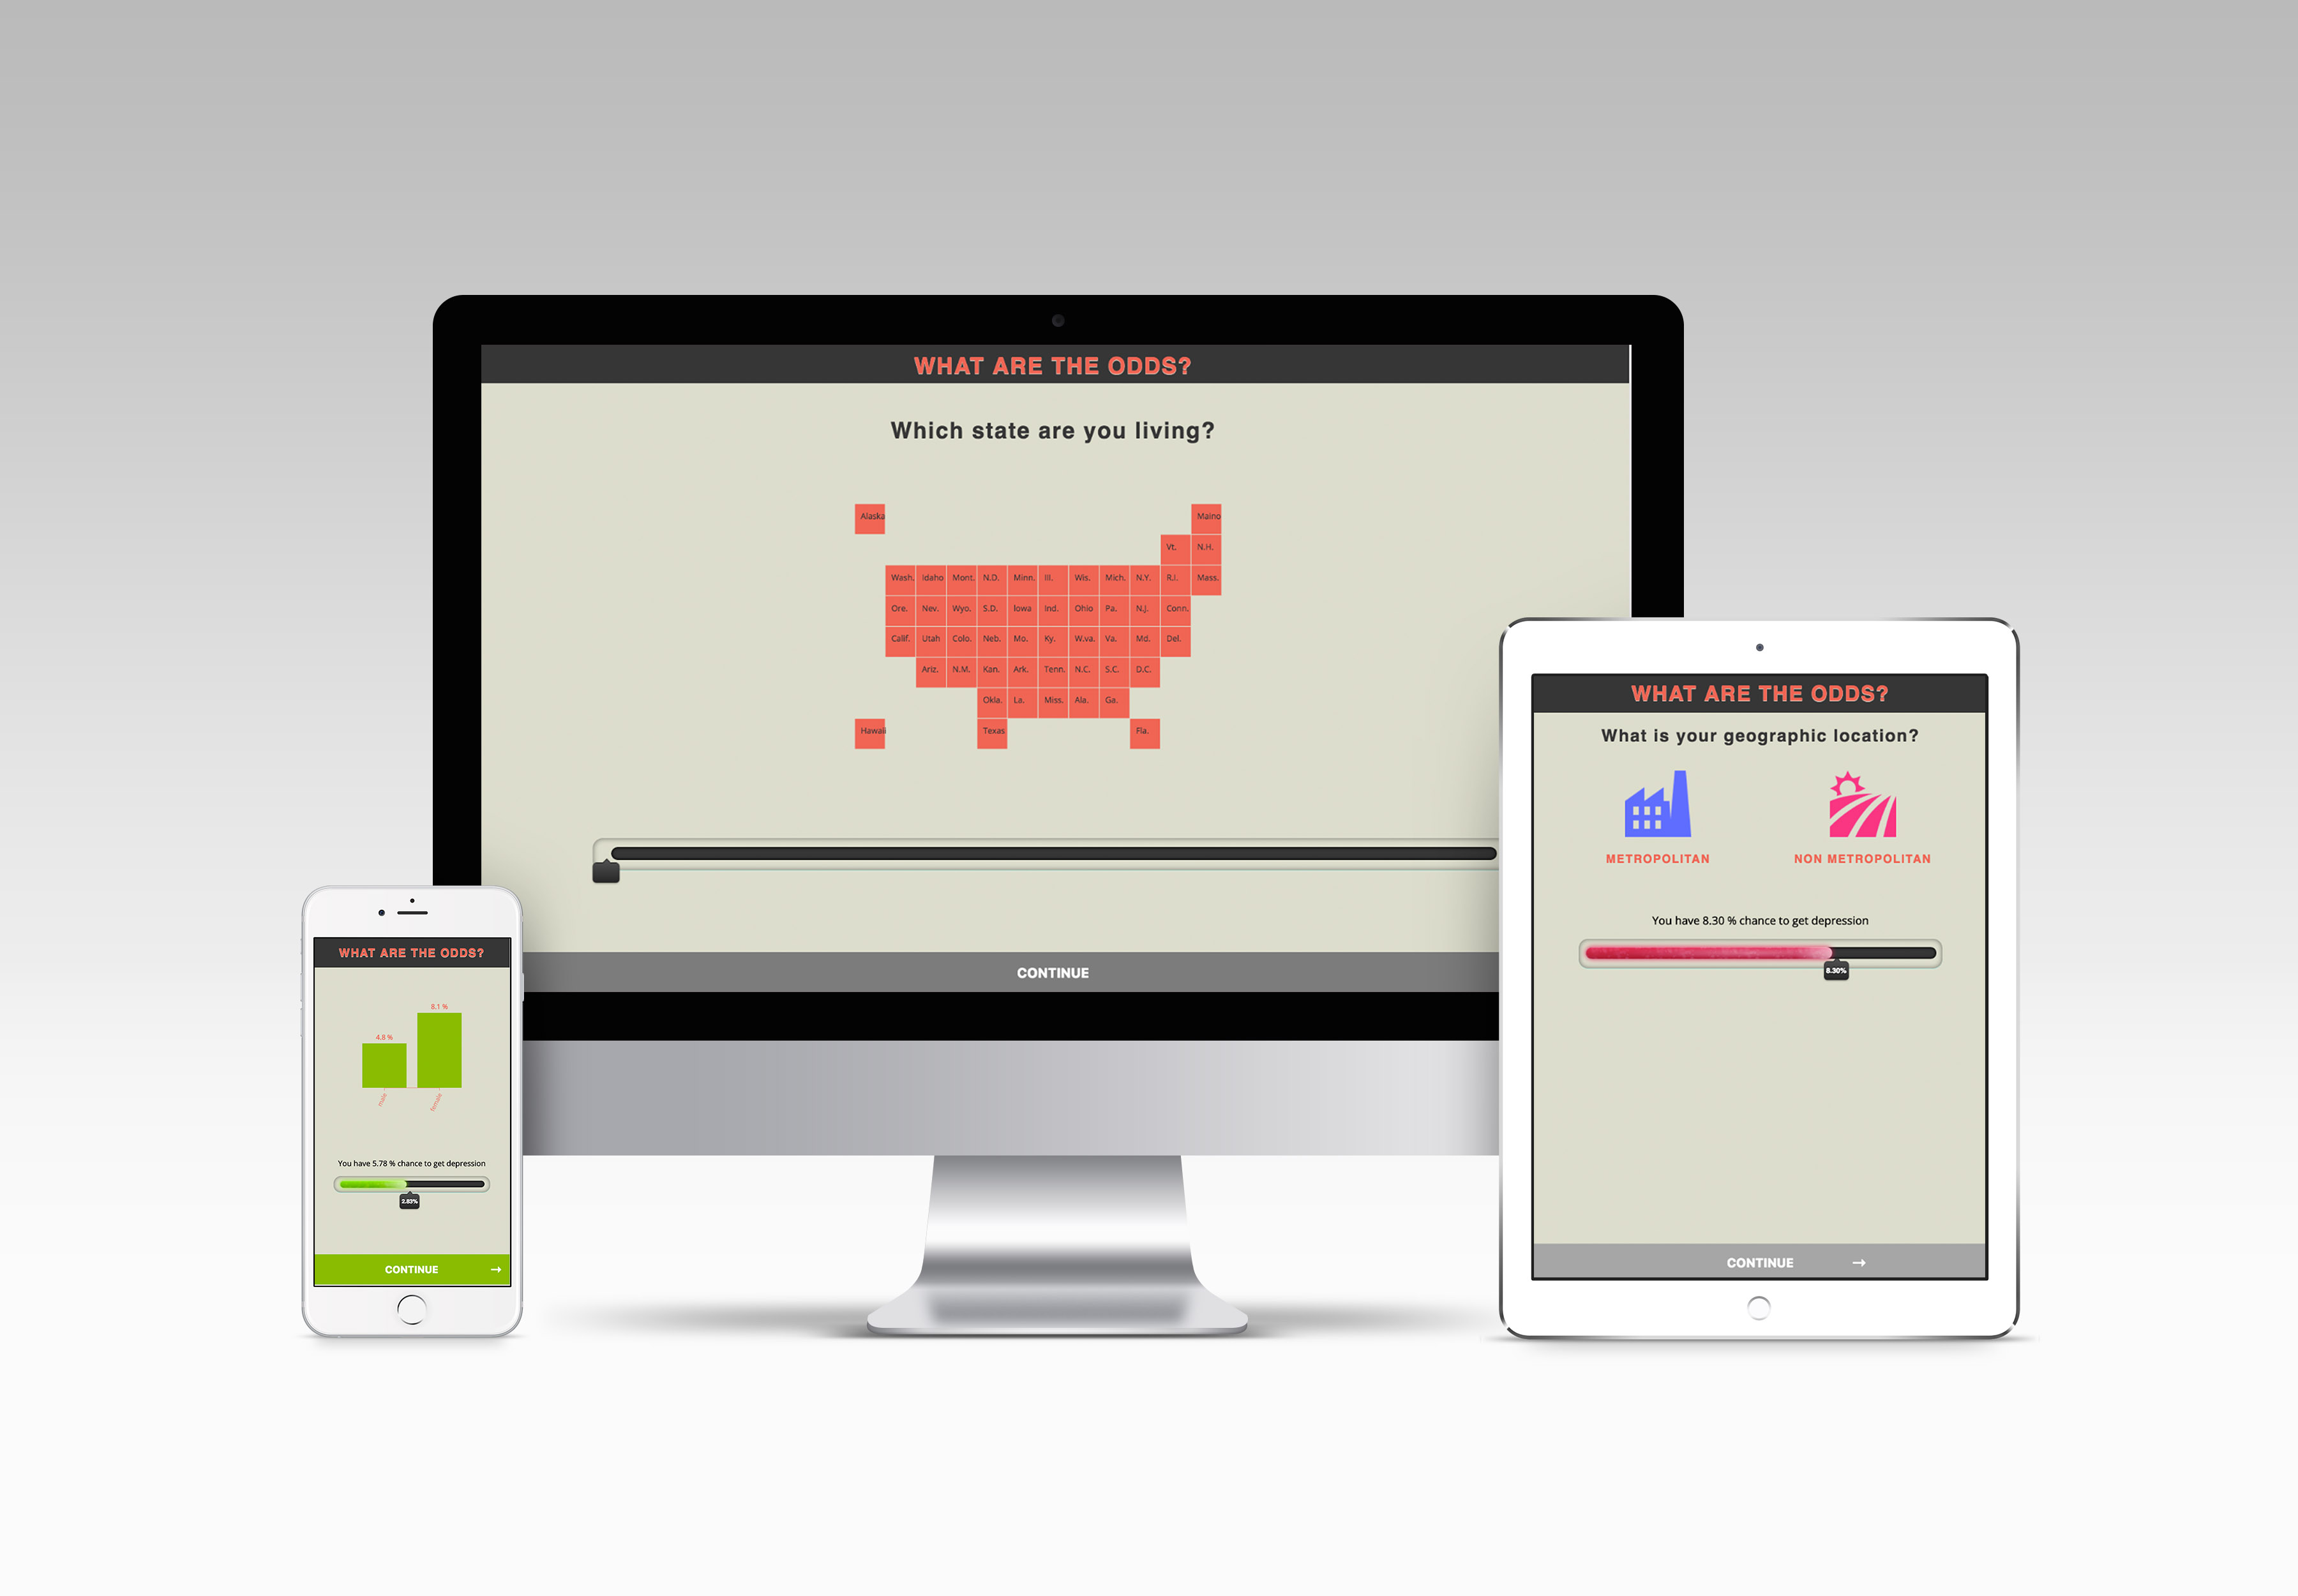 WHAT ARE THE ODDS?
Which state are you living?
Alaska Maine
Vt. N.H.
Wash. Idaho Mont. N.D. Minn. Ill. Wis. Mich. N.Y. R.I. Mass.
Ore. Nev. Wyo. S.D. Iowa Ind. Ohio Pa. N.J. Conn.
Calif. Utah Colo. Neb. Mo. Ky. W.va. Va. Md. Del.
Ariz. N.M. Kan. Ark. Tenn. N.C. S.C. D.C.
Okla. La. Miss. Ala. Ga.
Hawaii Texas Fla.
CONTINUE
WHAT ARE THE ODDS?
8.1 %
4.8 %
male female
You have 5.78 % chance to get depression
2.83%
CONTINUE →
WHAT ARE THE ODDS?
What is your geographic location?
METROPOLITAN NON METROPOLITAN
You have 8.30 % chance to get depression
8.30%
CONTINUE →